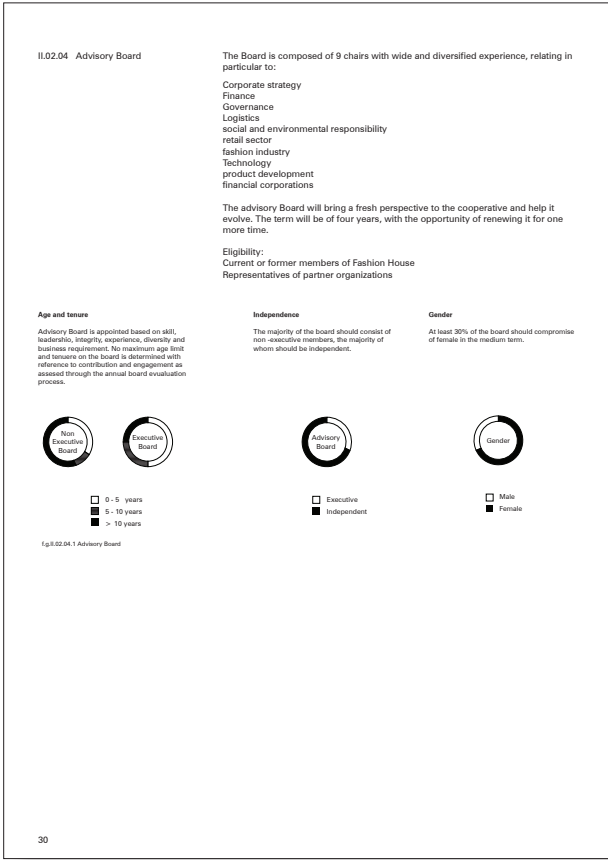 II.02.04 Advisory Board
The Board is composed of 9 chairs with wide and diversified experience, relating in
particular to:
Corporate strategy
Finance
Governance
Logistics
social and environmental responsibility
retail sector
fashion industry
Technology
product development
financial corporations
The advisory Board will bring a fresh perspective to the cooperative and help it
evolve. The term will be of four years, with the opportunity of renewing it for one
more time.
Eligibility:
Current or former members of Fashion House
Representatives of partner organizations
Age and tenure
Advisory Board is appointed based on skill,
leadership, integrity, experience, diversity and
business requirement. No maximum age limit
and tenuere on the board is determined with
reference to contribution and engagement as
assesed through the annual board evualuation
process.
Independence
The majority of the board should consist of
non -executive members, the majority of
whom should be independent.
Gender
At least 30% of the board should compromise
of female in the medium term.
Non
Executive
Board
Executive
Board
Advisory
Board
Gender
0 - 5 years
5 - 10 years
> 10 years
Executive
Independent
Male
Female
f.g.II.02.04.1 Advisory Board
30